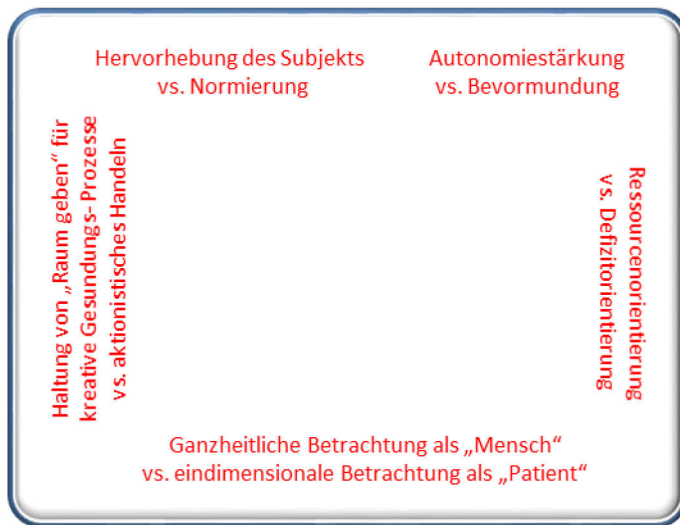 Hervorhebung des Subjekts
vs. Normierung
Autonomiestärkung
vs. Bevormundung
Haltung von „Raum geben“ für
kreative Gesundungs- Prozesse
vs. aktionistisches Handeln
Ressourcenorientierung
vs. Defizitorientierung
Ganzheitliche Betrachtung als „Mensch“
vs. eindimensionale Betrachtung als „Patient“